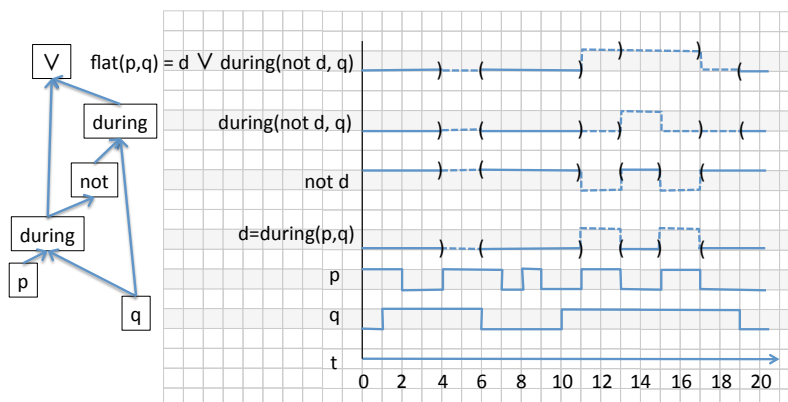 V
flat(p,q) = d V during(not d, q)
during
during(not d, q)
not
not d
during
d=during(p,q)
p
p
q
q
t
0 2 4 6 8 10 12 14 16 18 20